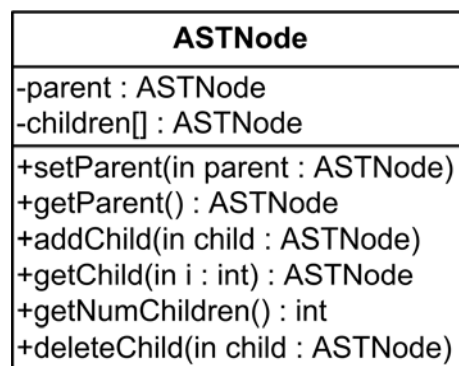 ASTNode
-parent : ASTNode
-children[] : ASTNode
+setParent(in parent : ASTNode)
+getParent() : ASTNode
+addChild(in child : ASTNode)
+getChild(in i : int) : ASTNode
+getNumChildren() : int
+deleteChild(in child : ASTNode)